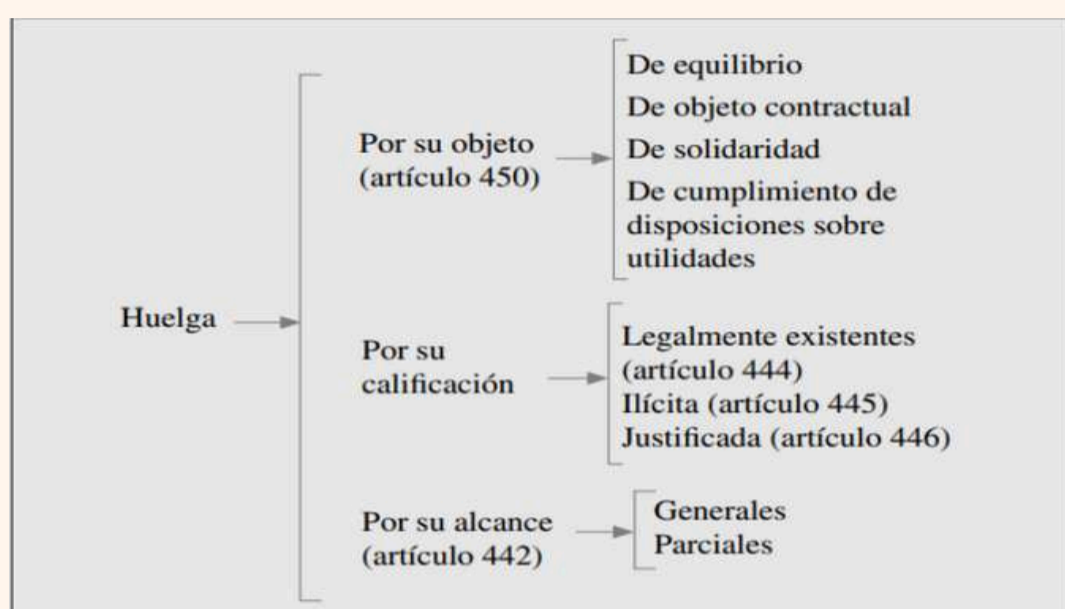 Huelga
Por su objeto
(artículo 450)
De equilibrio
De objeto contractual
De solidaridad
De cumplimiento de
disposiciones sobre
utilidades
Por su
calificación
Legalmente existentes
(artículo 444)
Ilícita (artículo 445)
Justificada (artículo 446)
Por su alcance
(artículo 442)
Generales
Parciales